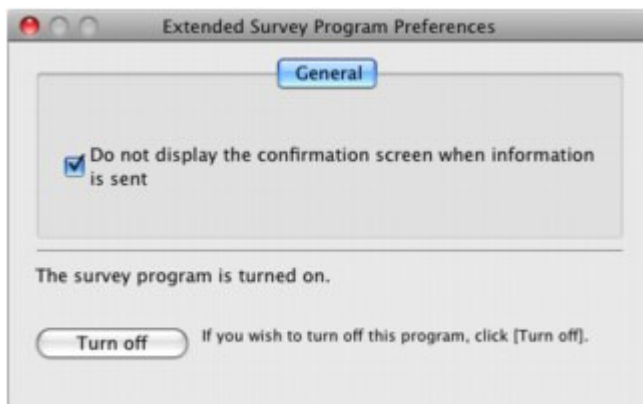 Extended Survey Program Preferences
General
Do not display the confirmation screen when information
is sent
The survey program is turned on.
Turn off
If you wish to turn off this program, click [Turn off].